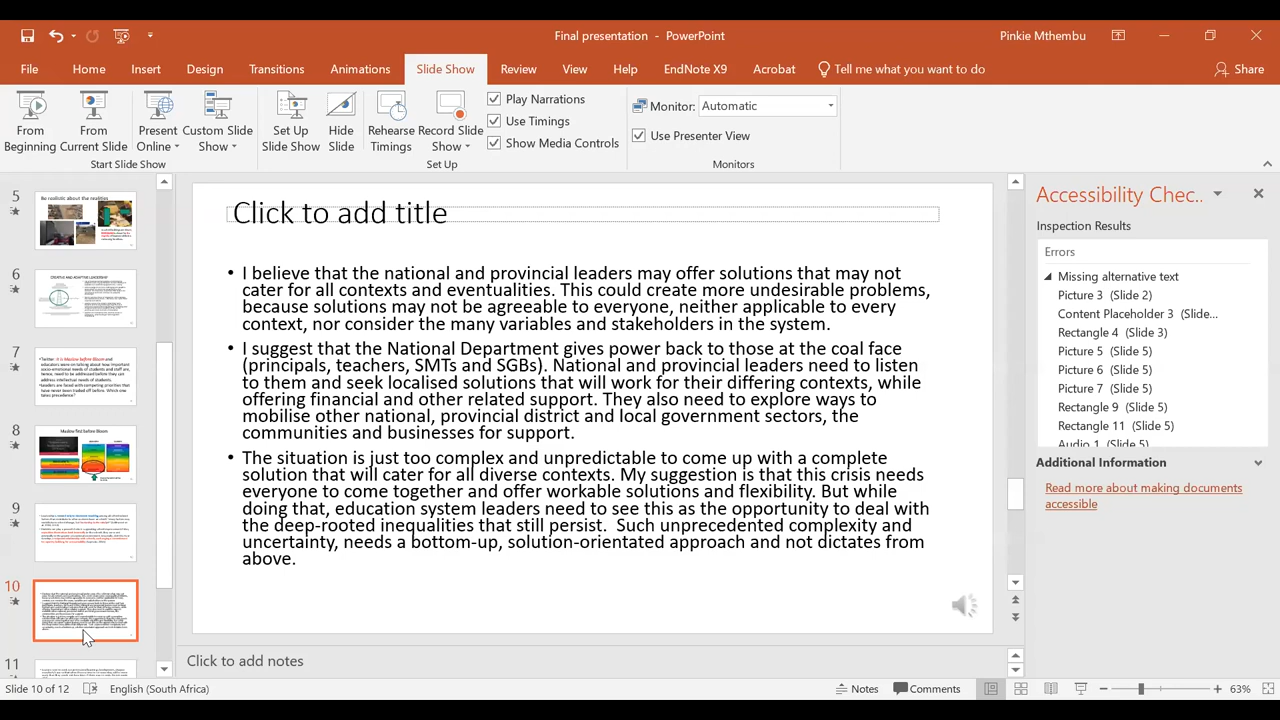 Final presentation - PowerPoint
Pinkie Mthembu
File Home Insert Design Transitions Animations Slide Show Review View Help EndNote X9 Acrobat Tell me what you want to do Share
From Beginning
From Current Slide
Present Online
Custom Slide Show
Start Slide Show
Set Up Slide Show
Hide Slide
Rehearse Timings
Record Slide Show
Play Narrations
Use Timings
Show Media Controls
Set Up
Monitor: Automatic
Use Presenter View
Monitors
5
Be realistic about the realities
6
CREATIVE AND ADAPTIVE LEADERSHIP
7
8
Maslow first before Bloom
9
10
11
Click to add title
• I believe that the national and provincial leaders may offer solutions that may not
cater for all contexts and eventualities. This could create more undesirable problems,
because solutions may not be agreeable to everyone, neither applicable to every
context, nor consider the many variables and stakeholders in the system.
• I suggest that the National Department gives power back to those at the coal face
(principals, teachers, SMTs and SGBs). National and provincial leaders need to listen
to them and seek localised solutions that will work for their differing contexts, while
offering financial and other related support. They also need to explore ways to
mobilise other national, provincial district and local government sectors, the
communities and businesses for support.
• The situation is just too complex and unpredictable to come up with a complete
solution that will cater for all diverse contexts. My suggestion is that this crisis needs
everyone to come together and offer workable solutions and flexibility. But while
doing that, education system leaders need to see this as the opportunity to deal with
the deep-rooted inequalities that still persist. Such unprecedented complexity and
uncertainty, needs a bottom-up, solution-orientated approach and not dictates from
above.
Click to add notes
Accessibility Chec..
Inspection Results
Errors
Missing alternative text
Picture 3 (Slide 2)
Content Placeholder 3 (Slide...
Rectangle 4 (Slide 3)
Picture 5 (Slide 5)
Picture 6 (Slide 5)
Picture 7 (Slide 5)
Rectangle 9 (Slide 5)
Rectangle 11 (Slide 5)
Audio 1 (Slide 5)
Additional Information
Read more about making documents
accessible
Slide 10 of 12
English (South Africa)
Notes
Comments
63%